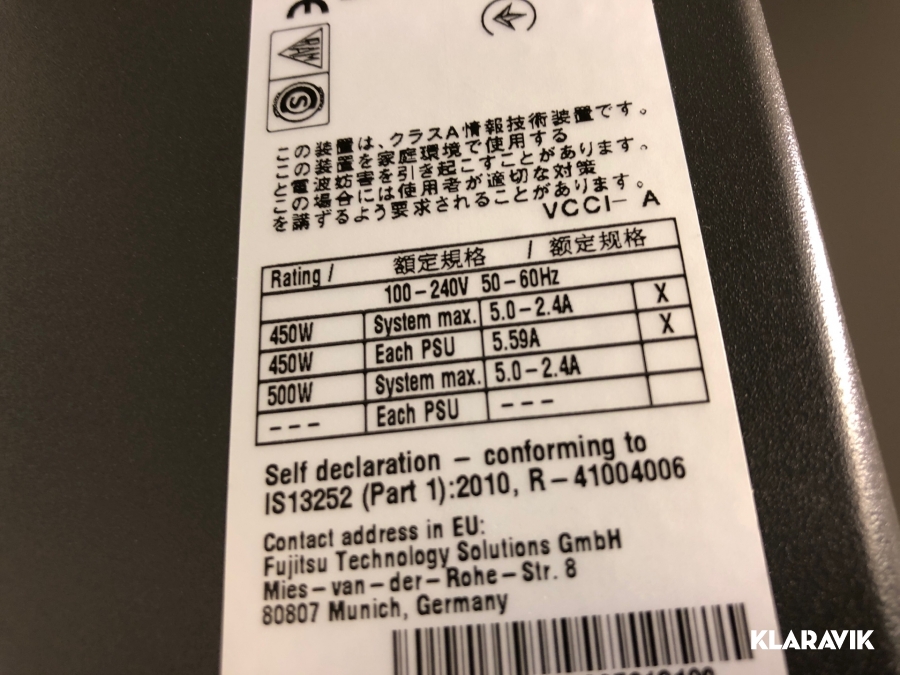 CE
BAM
S
この装置は、クラスA情報技術装置です。
この装置を家庭環境で使用する
と電波妨害を引き起こすことがあります。
この場合には使用者が適切な対策
を講ずるよう要求されることがあります。
VCCI- A
Rating / 額定規格 / 额定规格
100-240V 50-60Hz
450W System max. 5.0-2.4A X
450W Each PSU 5.59A X
500W System max. 5.0-2.4A
--- Each PSU ---
Self declaration - conforming to
IS13252 (Part 1):2010, R-41004006
Contact address in EU:
Fujitsu Technology Solutions GmbH
Mies-van-der-Rohe-Str. 8
80807 Munich, Germany
KLARAVIK